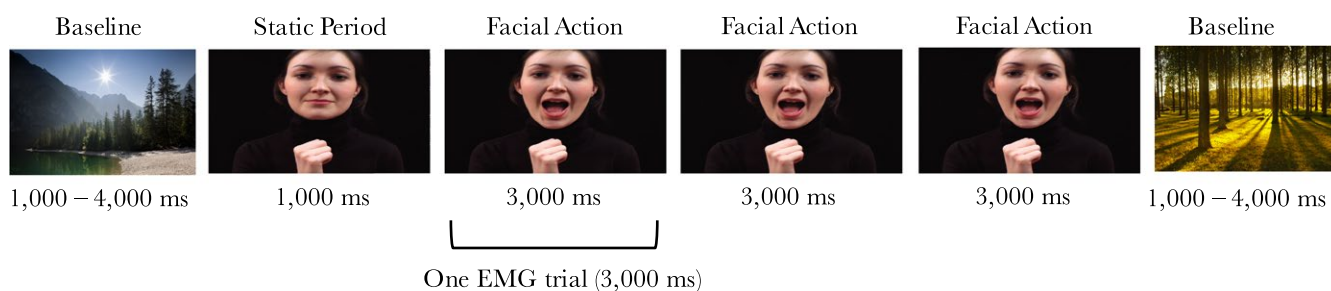 Baseline
Static Period
Facial Action
Facial Action
Facial Action
Baseline
1,000 – 4,000 ms
1,000 ms
3,000 ms
3,000 ms
3,000 ms
1,000 – 4,000 ms
One EMG trial (3,000 ms)